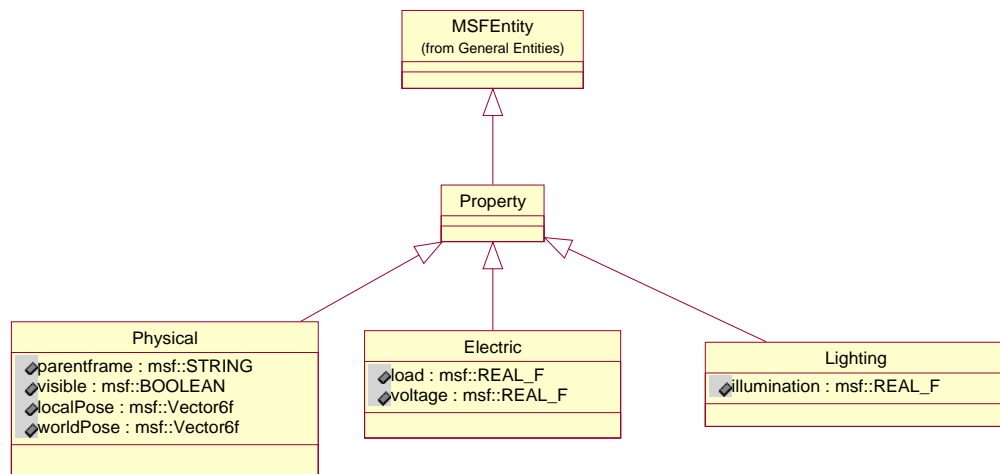 MSFEntity
(from General Entities)
Property
Physical
parentframe : msf::STRING
visible : msf::BOOLEAN
localPose : msf::Vector6f
worldPose : msf::Vector6f
Electric
load : msf::REAL_F
voltage : msf::REAL_F
Lighting
illumination : msf::REAL_F